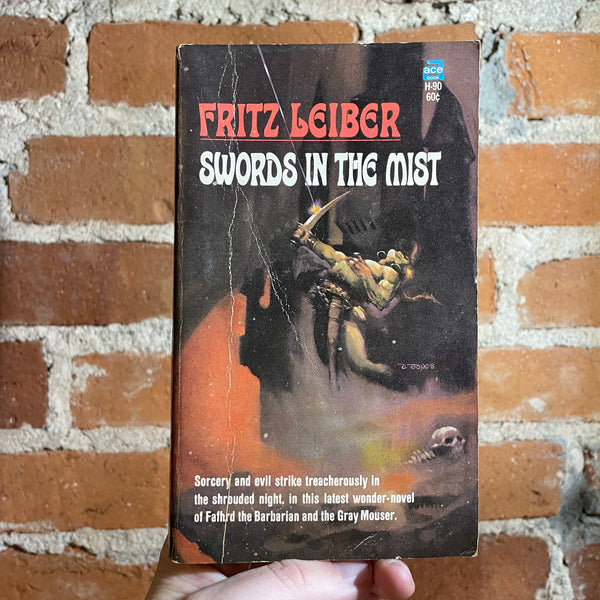 ace
book
H-90
60¢
FRITZ LEIBER
SWORDS IN THE MIST
J. JONES
Sorcery and evil strike treacherously in
the shrouded night, in this latest wonder-novel
of Fafhrd the Barbarian and the Gray Mouser.